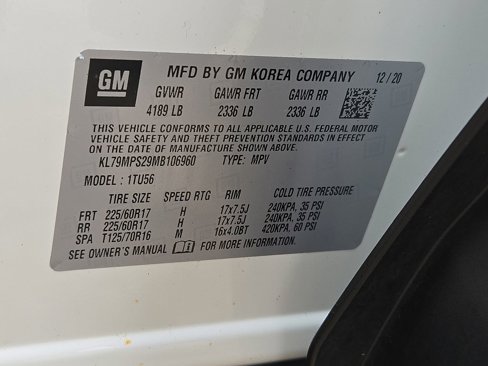 GM
MFD BY GM KOREA COMPANY 12/20
GVWR GAWR FRT GAWR RR
4189 LB 2336 LB 2336 LB
THIS VEHICLE CONFORMS TO ALL APPLICABLE U.S. FEDERAL MOTOR
VEHICLE SAFETY AND THEFT PREVENTION STANDARDS IN EFFECT
ON THE DATE OF MANUFACTURE SHOWN ABOVE.
KL79MPS29MB106960 TYPE: MPV
MODEL : 1TU56
TIRE SIZE SPEED RTG RIM COLD TIRE PRESSURE
FRT 225/60R17 H 17x7.5J 240KPA, 35 PSI
RR 225/60R17 H 17x7.5J 240KPA, 35 PSI
SPA T125/70R16 M 16x4.0BT 420KPA, 60 PSI
SEE OWNER'S MANUAL FOR MORE INFORMATION.